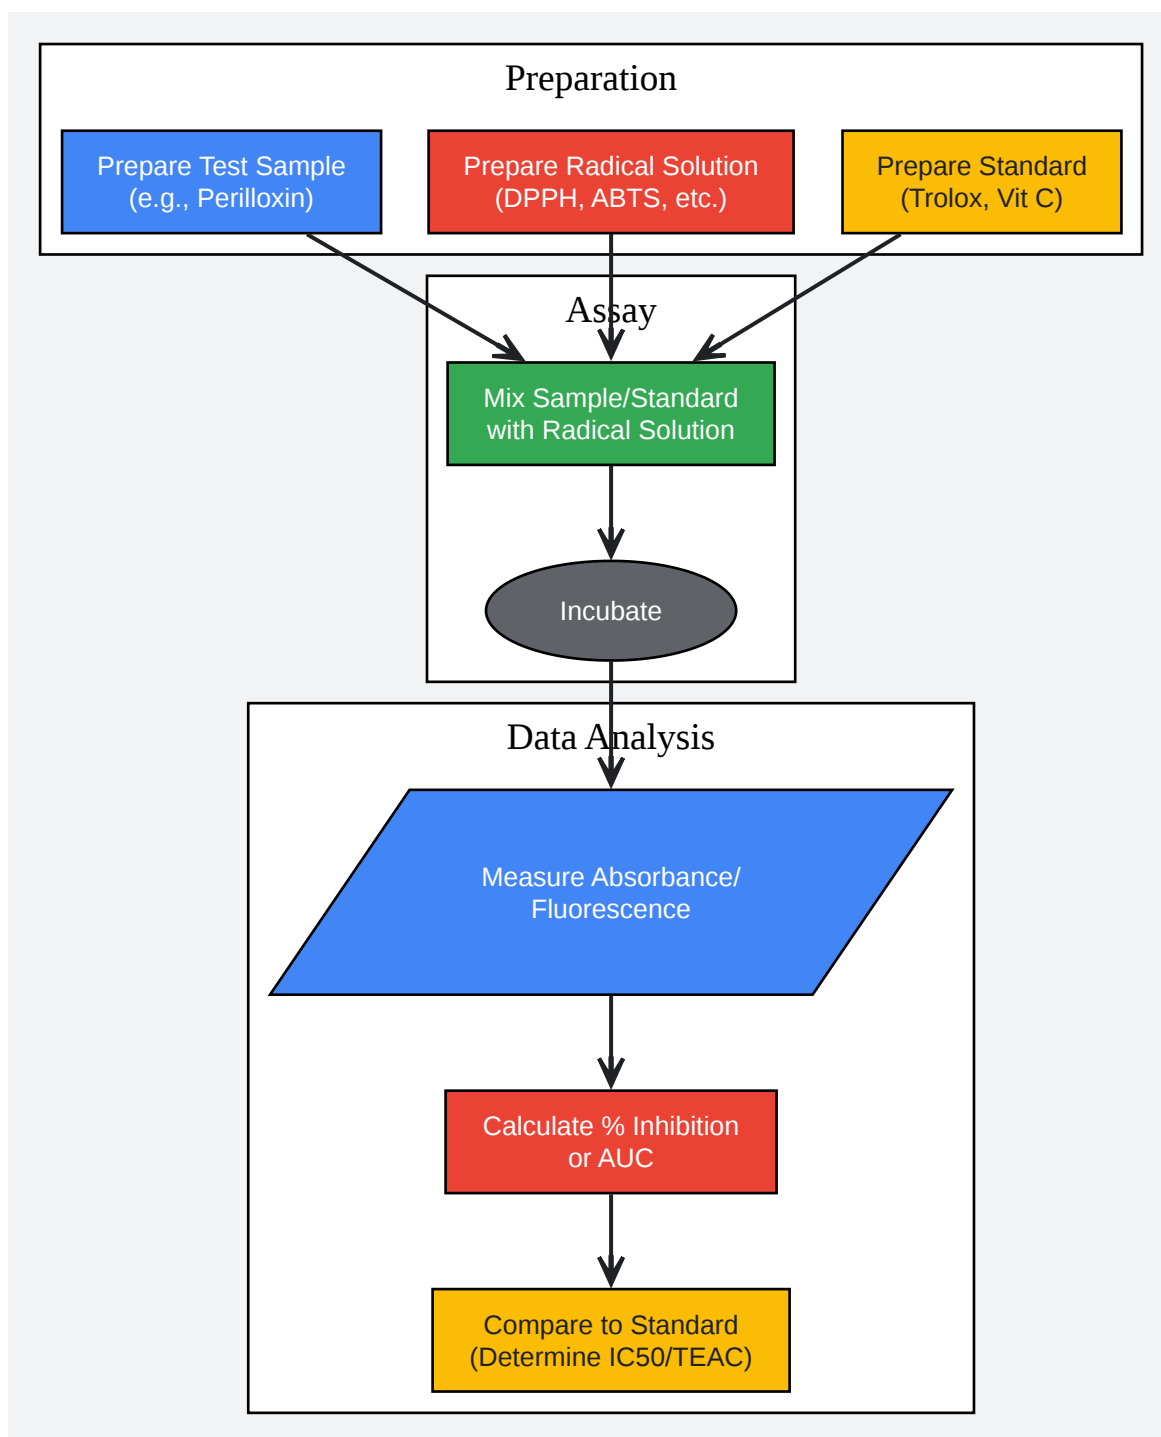 Preparation
Prepare Test Sample
(e.g., Perilloxin)
Prepare Radical Solution
(DPPH, ABTS, etc.)
Prepare Standard
(Trolox, Vit C)
Assay
Mix Sample/Standard
with Radical Solution
Incubate
Data Analysis
Measure Absorbance/
Fluorescence
Calculate % Inhibition
or AUC
Compare to Standard
(Determine IC50/TEAC)